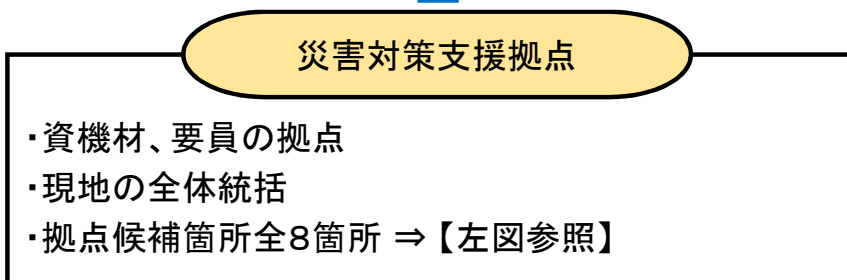 災害対策支援拠点
・資機材、要員の拠点
・現地の全体統括
・拠点候補箇所全８箇所 ⇒【左図参照】